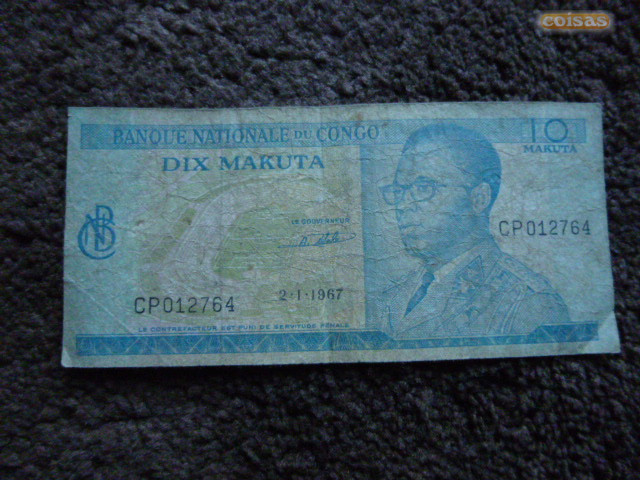 coisas
BANQUE NATIONALE DU CONGO
10
MAKUTA
DIX MAKUTA
LE GOUVERNEUR
BNC
CP012764
CP012764
2-1-1967
LE CONTREFACTEUR EST PUNI DE SERVITUDE PENALE